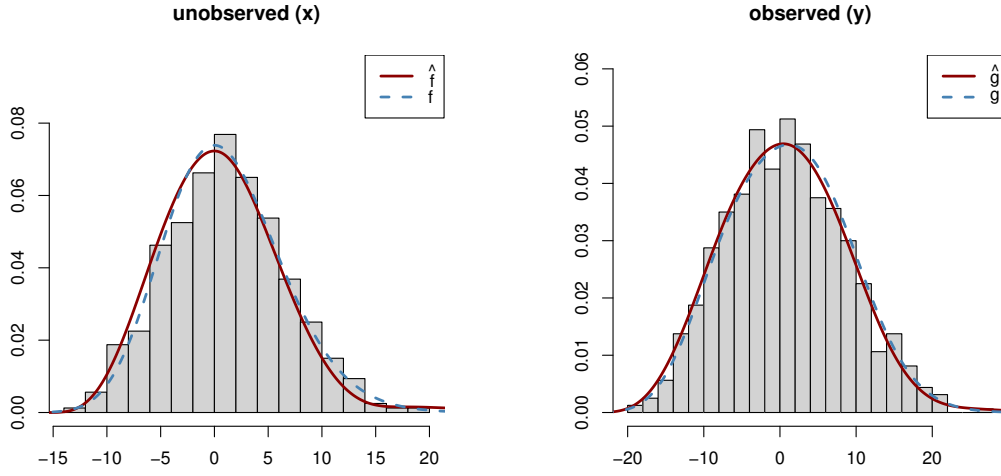 unobserved (x)
f̂
f
0.00 0.02 0.04 0.06 0.08
−15 −10 −5 0 5 10 15 20
observed (y)
ĝ
g
0.00 0.01 0.02 0.03 0.04 0.05 0.06
−20 −10 0 10 20